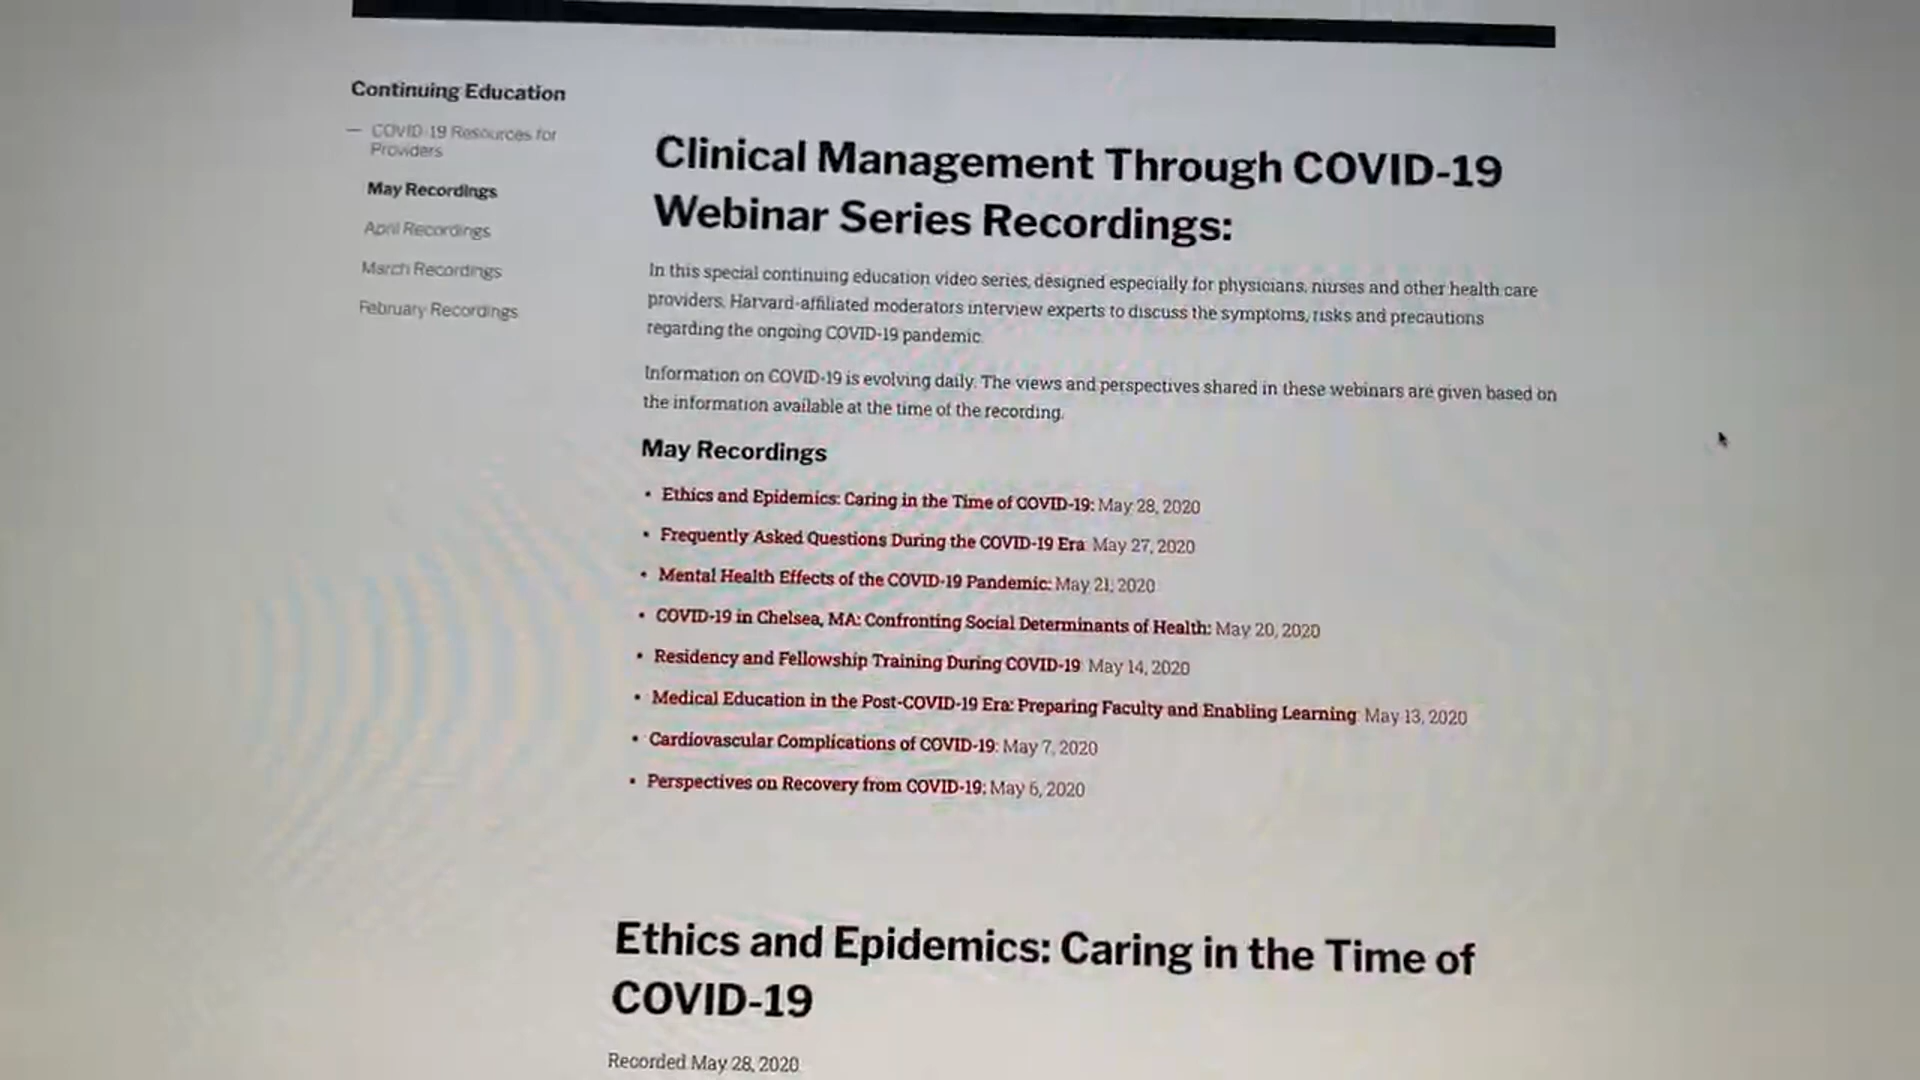 Continuing Education
— COVID-19 Resources for
Providers
May Recordings
April Recordings
March Recordings
February Recordings
Clinical Management Through COVID-19
Webinar Series Recordings:
In this special continuing education video series, designed especially for physicians, nurses and other health care
providers, Harvard-affiliated moderators interview experts to discuss the symptoms, risks and precautions
regarding the ongoing COVID-19 pandemic.
Information on COVID-19 is evolving daily. The views and perspectives shared in these webinars are given based on
the information available at the time of the recording.
May Recordings
• Ethics and Epidemics: Caring in the Time of COVID-19: May 28, 2020
• Frequently Asked Questions During the COVID-19 Era: May 27, 2020
• Mental Health Effects of the COVID-19 Pandemic: May 21, 2020
• COVID-19 in Chelsea, MA: Confronting Social Determinants of Health: May 20, 2020
• Residency and Fellowship Training During COVID-19: May 14, 2020
• Medical Education in the Post-COVID-19 Era: Preparing Faculty and Enabling Learning: May 13, 2020
• Cardiovascular Complications of COVID-19: May 7, 2020
• Perspectives on Recovery from COVID-19: May 6, 2020
Ethics and Epidemics: Caring in the Time of
COVID-19
Recorded May 28, 2020